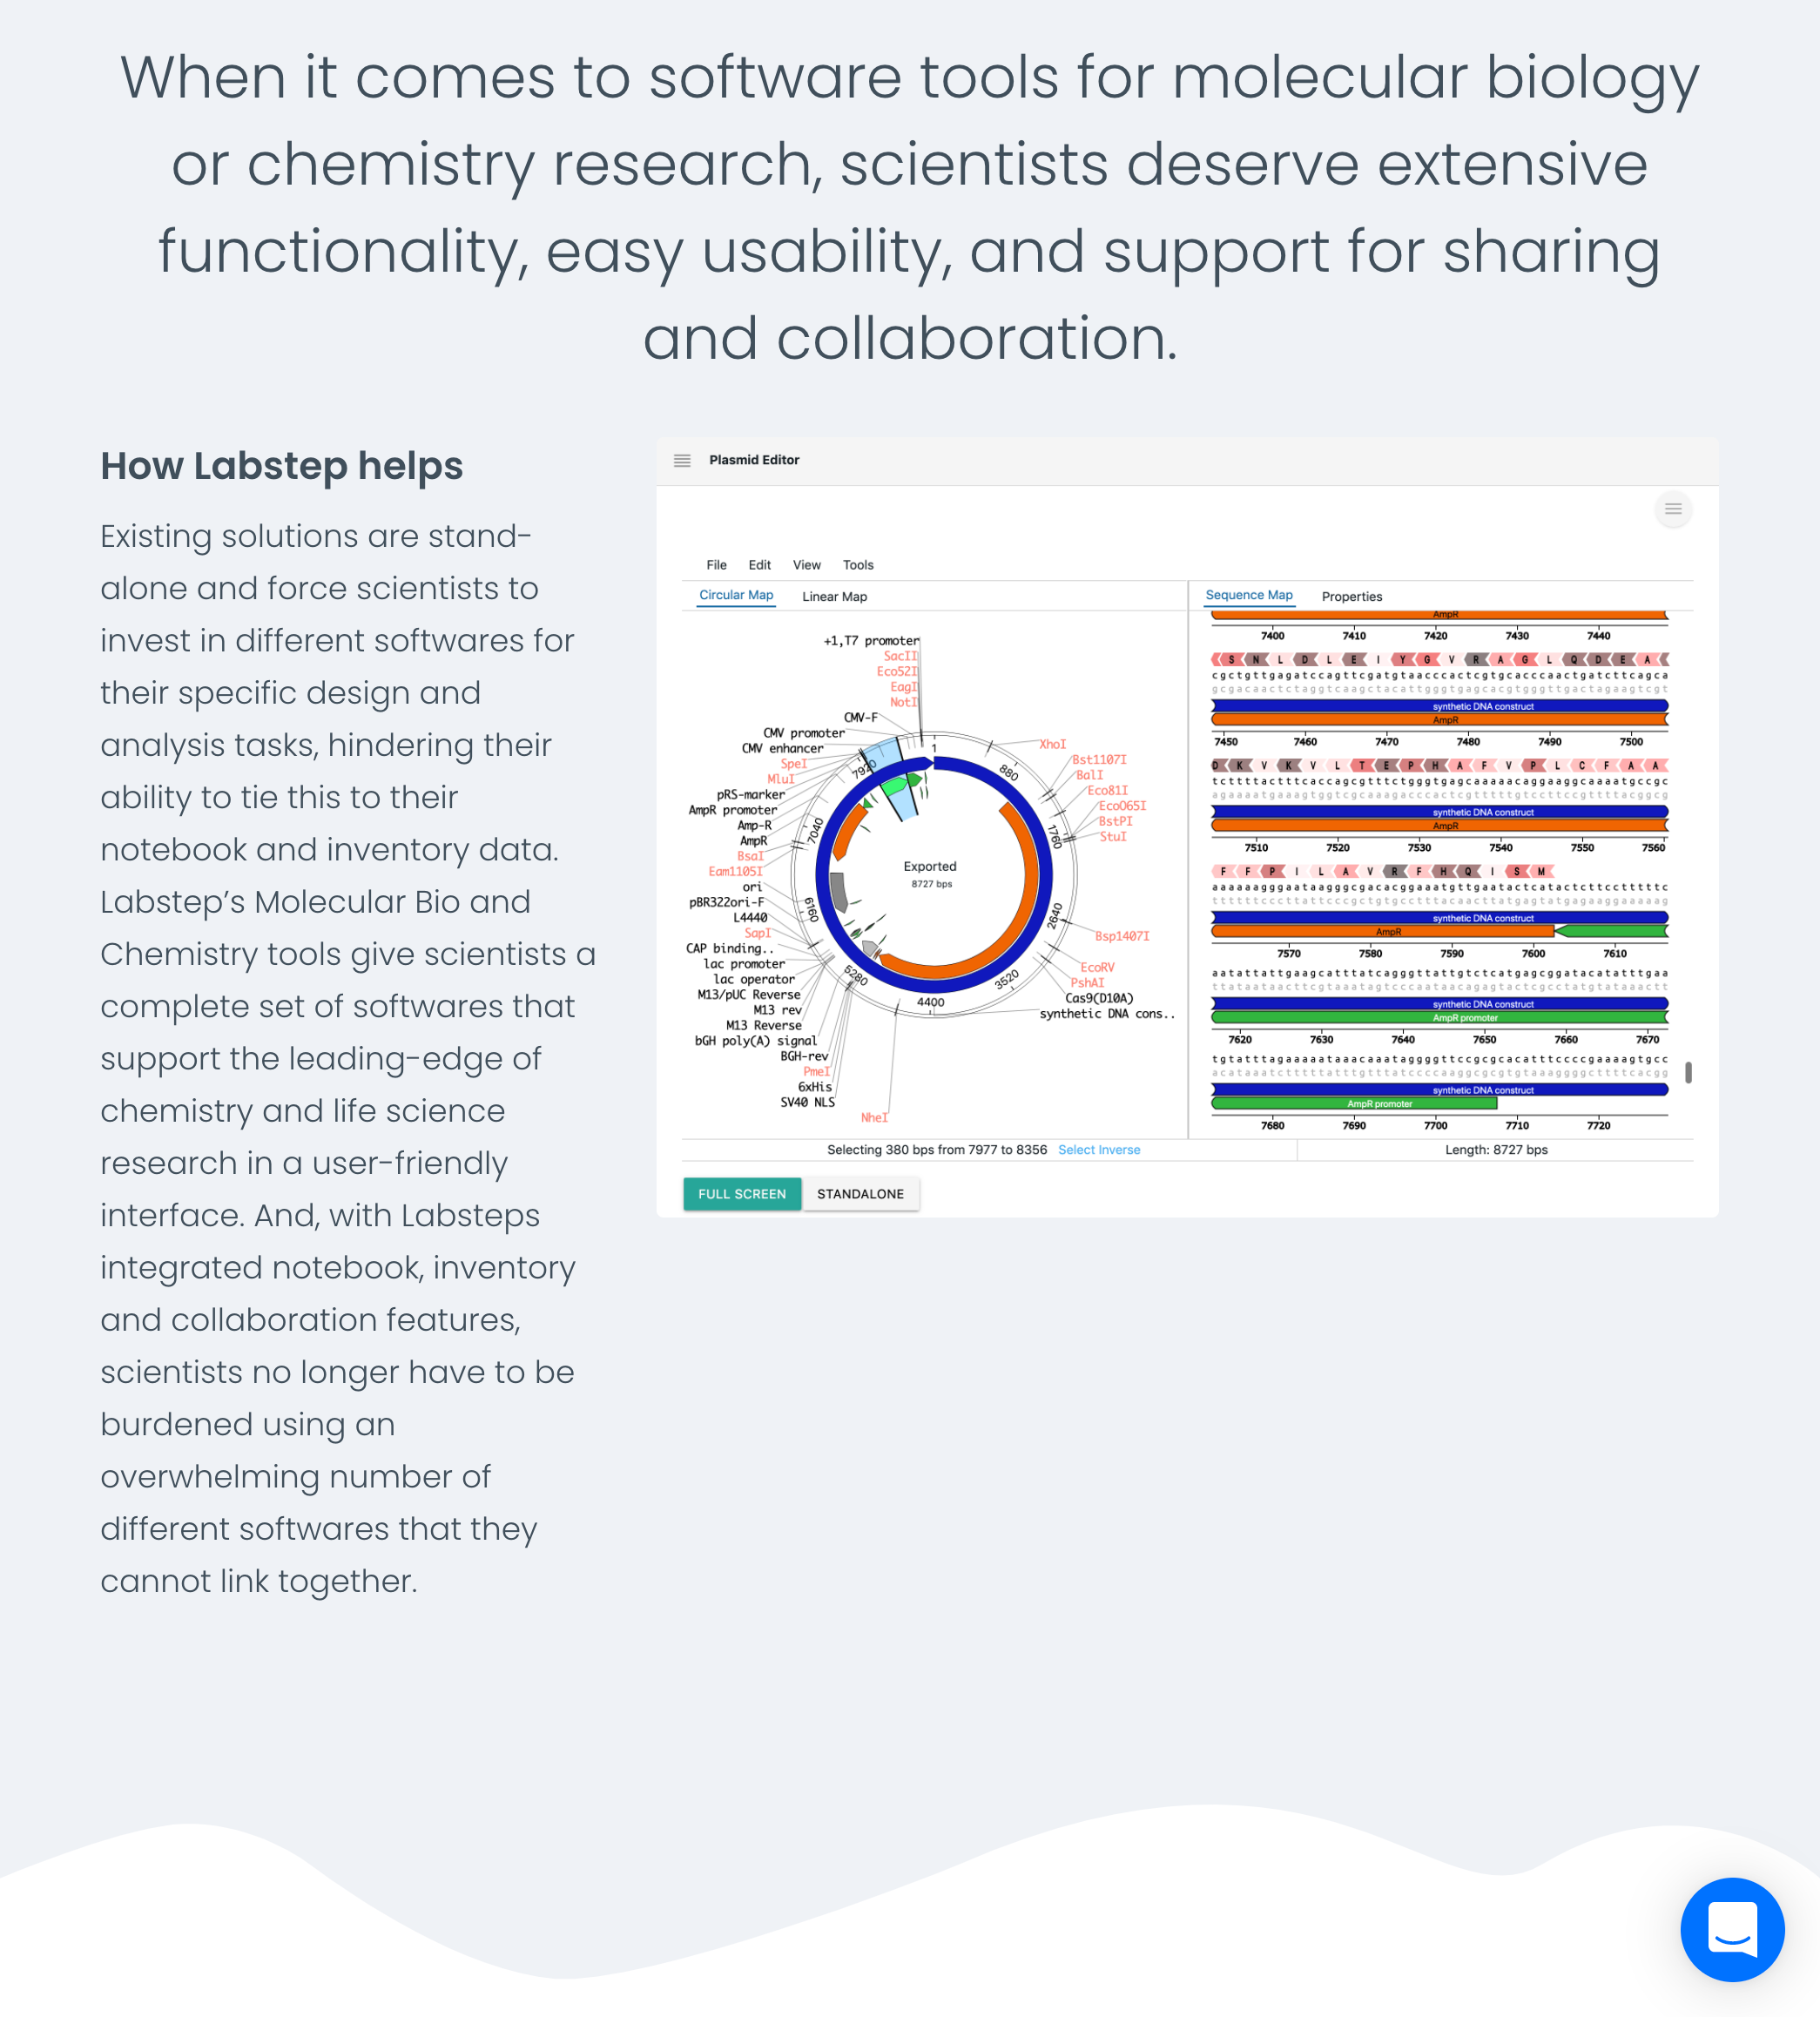 When it comes to software tools for molecular biology
or chemistry research, scientists deserve extensive
functionality, easy usability, and support for sharing
and collaboration.
How Labstep helps
Existing solutions are stand-
alone and force scientists to
invest in different softwares for
their specific design and
analysis tasks, hindering their
ability to tie this to their
notebook and inventory data.
Labstep’s Molecular Bio and
Chemistry tools give scientists a
complete set of softwares that
support the leading-edge of
chemistry and life science
research in a user-friendly
interface. And, with Labsteps
integrated notebook, inventory
and collaboration features,
scientists no longer have to be
burdened using an
overwhelming number of
different softwares that they
cannot link together.
Plasmid Editor
File Edit View Tools
Circular Map Linear Map
+1,T7 promoter
SacII
Eco52I
EagI
NotI
CMV-F
CMV promoter
CMV enhancer
SpeI
MluI
pRS-marker
AmpR promoter
Amp-R
AmpR
BsaI
Eam1105I
ori
pBR322ori-F
L4440
SapI
CAP binding..
lac promoter
lac operator
M13/pUC Reverse
M13 rev
M13 Reverse
bGH poly(A) signal
BGH-rev
PmeI
6xHis
SV40 NLS
NheI
XhoI
Bst1107I
BalI
Eco81I
EcoO65I
BstPI
StuI
Bsp1407I
EcoRV
PshAI
Cas9(D10A)
synthetic DNA cons..
1
880
1760
2640
3520
4400
5280
6160
7040
7920
Exported
8727 bps
Sequence Map Properties
AmpR
7400 7410 7420 7430 7440
S N L D L E I Y G V R A G L Q D E A
cgctgttgagatccagttcgatgtaacccactcgtgcacccaactgatcttcagca
gcgacaactctaggtcaagctacattgggtgagcacgtgggttgactagaagtcgt
synthetic DNA construct
AmpR
7450 7460 7470 7480 7490 7500
D K V K V L T E P H A F V P L C F A A
tcttttactttcaccagcgtttctgggtgagcaaaaacaggaaggcaaaatgccgc
agaaaatgaaagtggtcgcaaagacccactcgtttttgtccttccgttttacggcg
synthetic DNA construct
AmpR
7510 7520 7530 7540 7550 7560
F F P I L A V R F H Q I S M
aaaaaagggaataagggcgacacggaaatgttgaatactcatactcttcctttttc
ttttttcccttattcccgctgtgcctttacaacttatgagtatgagaaggaaaaag
synthetic DNA construct
AmpR
7570 7580 7590 7600 7610
aatattattgaagcatttatcagggttattgtctcatgagcggatacatatttgaa
ttataataacttcgtaaatagtcccaataacagagtactcgcctatgtataaactt
synthetic DNA construct
AmpR promoter
7620 7630 7640 7650 7660 7670
tgtatttagaaaaataaacaaataggggttccgcgcacatttccccgaaaagtgcc
acataaatctttttatttgtttatccccaaggcgcgtgtaaaggggcttttcacgg
synthetic DNA construct
AmpR promoter
7680 7690 7700 7710 7720
Selecting 380 bps from 7977 to 8356 Select Inverse
Length: 8727 bps
FULL SCREEN STANDALONE